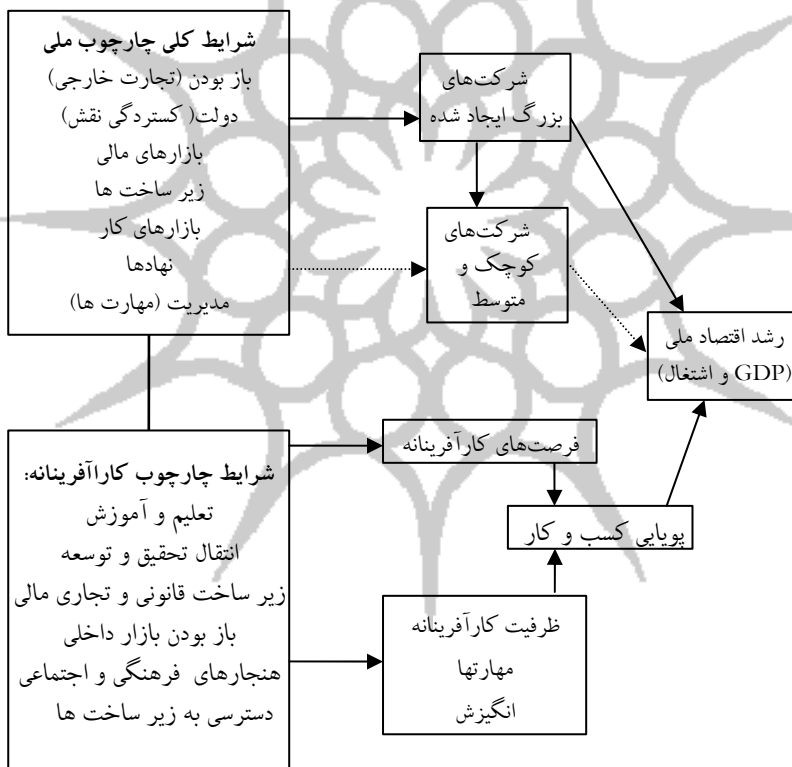 شرایط کلی چارچوب ملی
باز بودن (تجارت خارجی)
دولت( کستردگی نقش)
بازارهای مالی
زیر ساخت ها
بازارهای کار
نهادها
مدیریت (مهارت ها)
شرکت‌های
بزرگ ایجاد شده
شرکت‌های
کوچک و
متوسط
رشد اقتصاد ملی
(GDP و اشتغال)
شرایط چارچوب کاراآفرینانه:
تعلیم و آموزش
انتقال تحقیق و توسعه
زیر ساخت قانونی و تجاری مالی
باز بودن بازار داخلی
هنجارهای فرهنگی و اجتماعی
دسترسی به زیر ساخت ها
فرصت‌های کارآفرینانه
پویایی کسب و کار
ظرفیت کارآفرینانه
مهارتها
انگیزش